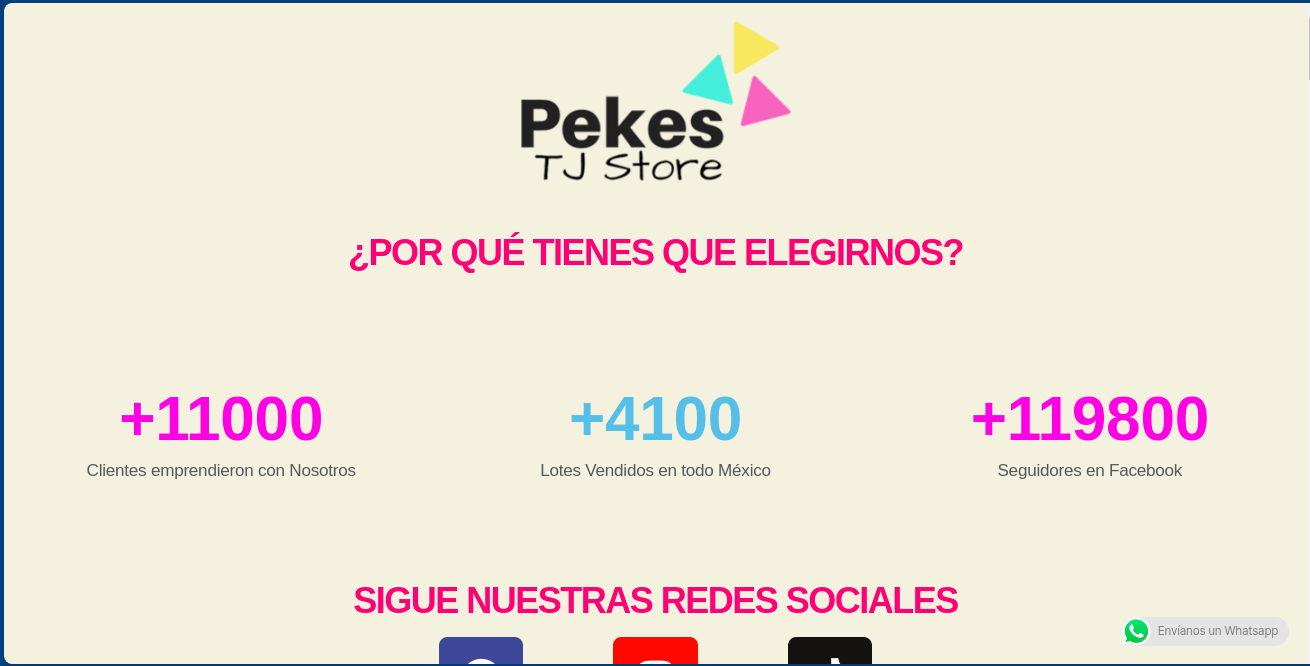 Pekes
TJ Store
¿POR QUÉ TIENES QUE ELEGIRNOS?
+11000
Clientes emprendieron con Nosotros
+4100
Lotes Vendidos en todo México
+119800
Seguidores en Facebook
SIGUE NUESTRAS REDES SOCIALES
Envíanos un Whatsapp